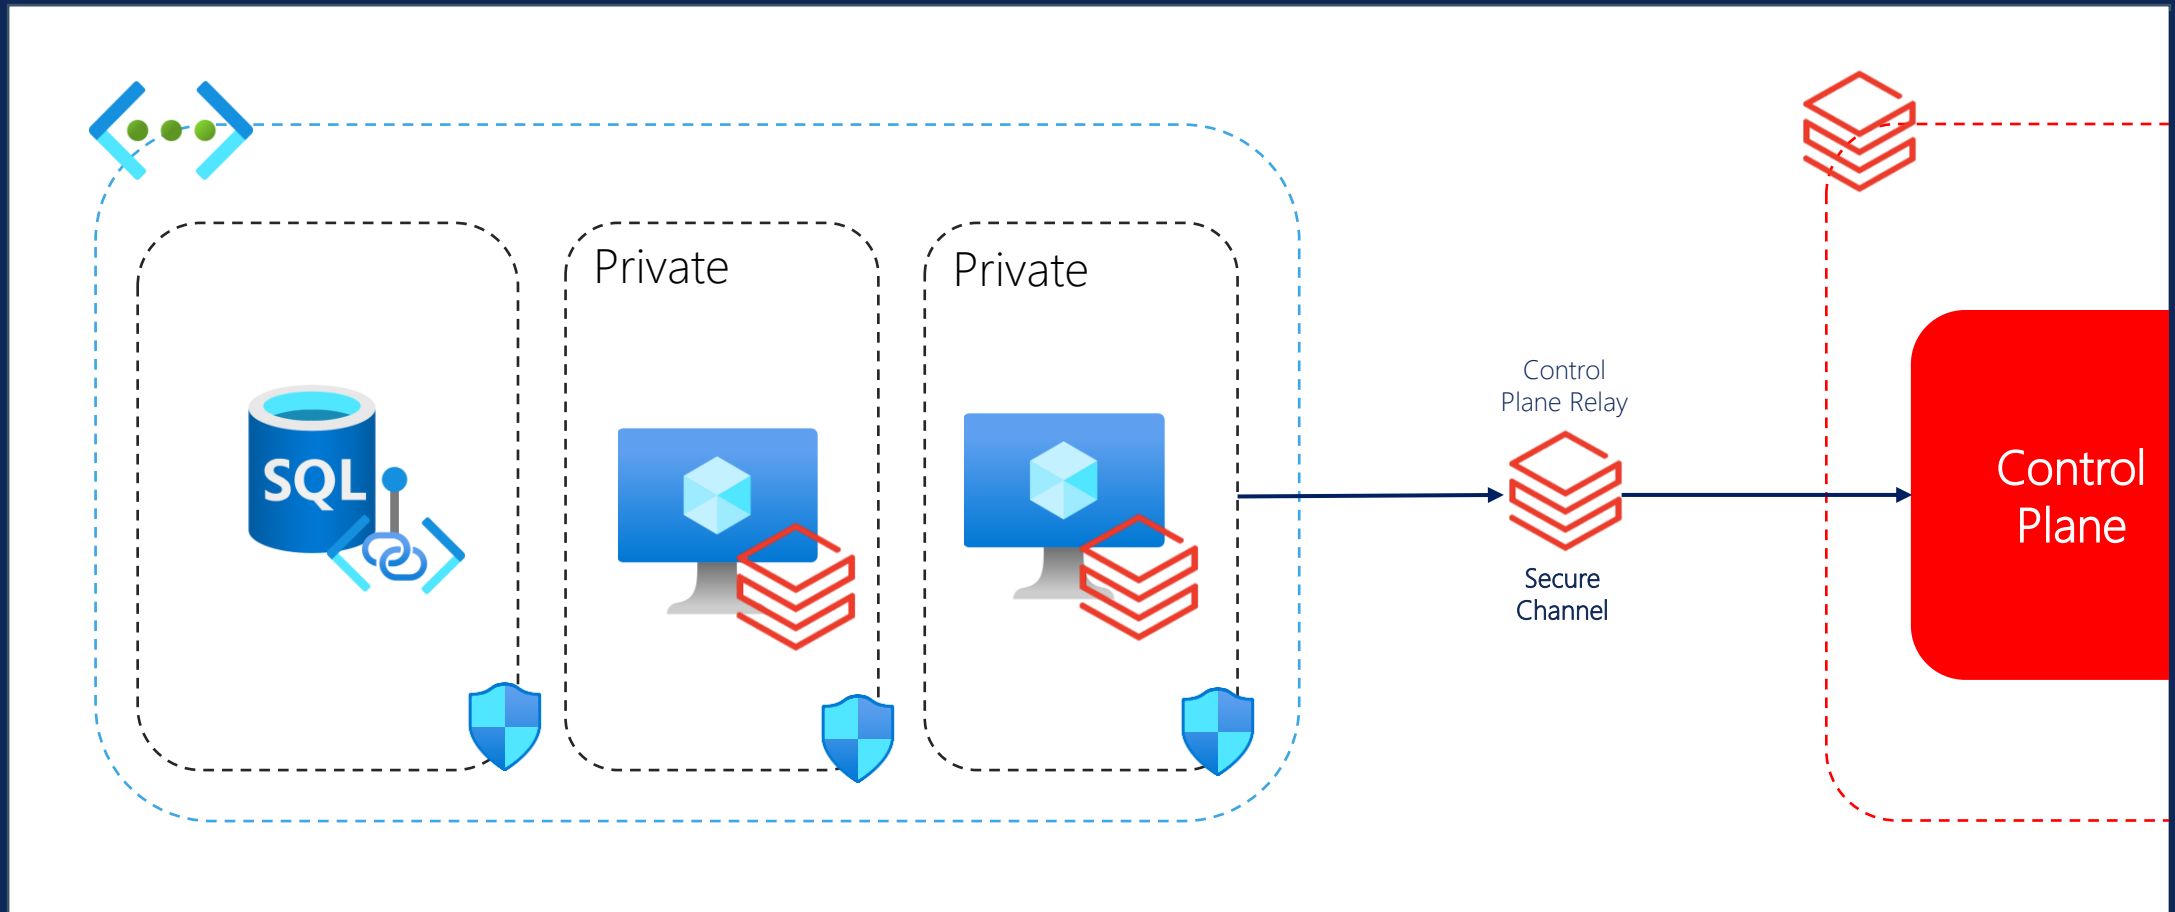 Private
Private
SQL
Control
Plane Relay
Secure
Channel
Control
Plane